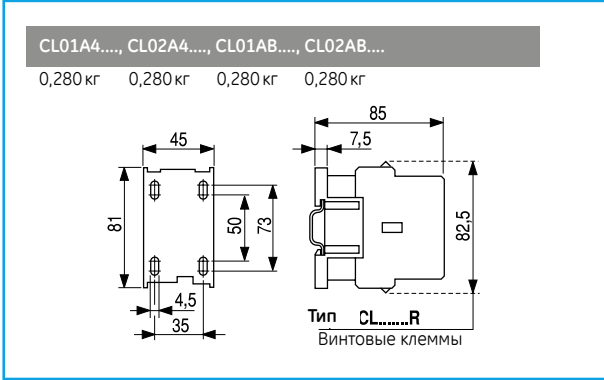 CL01A4...., CL02A4...., CL01AB...., CL02AB....
0,280 кг 0,280 кг 0,280 кг 0,280 кг
85
45
7,5
81
50
73
82,5
4,5
35
Тип CL.......R
Винтовые клеммы